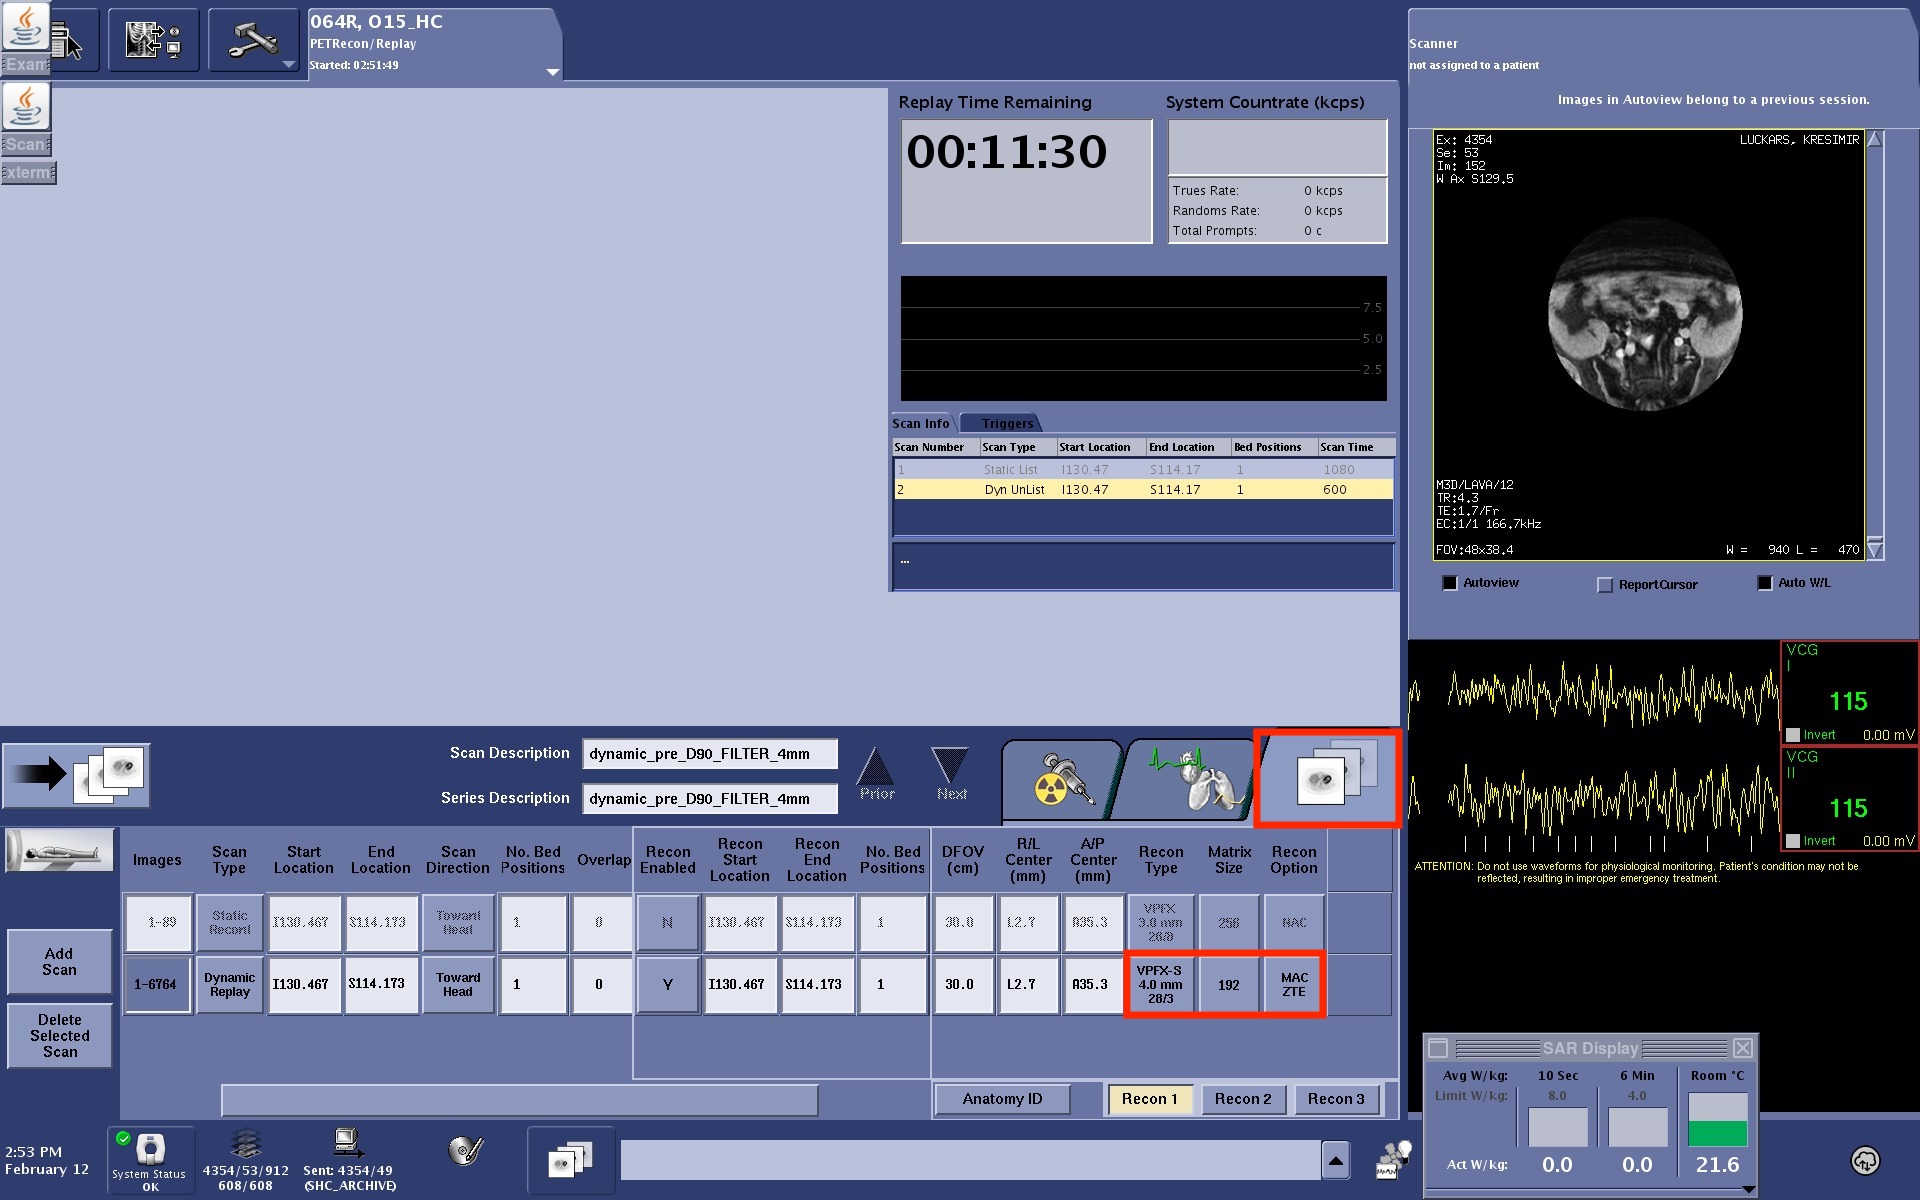 Exam
Scan
xterm
064R, O15_HC
PETRecon/Replay
Started: 02:51:49
Replay Time Remaining
00:11:30
System Countrate (kcps)
Trues Rate: 0 kcps
Randoms Rate: 0 kcps
Total Prompts: 0 c
7.5
5.0
2.5
Scan Info Triggers
Scan Number Scan Type Start Location End Location Bed Positions Scan Time
1 Static List I130.47 S114.17 1 1080
2 Dyn UnList I130.47 S114.17 1 600
...
Scanner
not assigned to a patient
Images in Autoview belong to a previous session.
Ex: 4354 LUCKARS, KRESIMIR
Se: 53
Im: 152
W Ax S129.5
M3D/LAVA/12
TR:4.3
TE:1.7/Fr
EC:1/1 166.7kHz
FOV:48x38.4 W = 940 L = 470
Autoview ReportCursor Auto W/L
VCG
I
115
Invert 0.00 mV
VCG
II
115
Invert 0.00 mV
ATTENTION: Do not use waveforms for physiological monitoring. Patient's condition may not be
reflected, resulting in improper emergency treatment.
Scan Description dynamic_pre_D90_FILTER_4mm
Series Description dynamic_pre_D90_FILTER_4mm
Prior Next
Images
Scan
Type
Start
Location
End
Location
Scan
Direction
No. Bed
Positions
Overlap
Recon
Enabled
Recon
Start
Location
Recon
End
Location
No. Bed
Positions
DFOV
(cm)
R/L
Center
(mm)
A/P
Center
(mm)
Recon
Type
Matrix
Size
Recon
Option
1-89
Static
Recont
I130.467 S114.173
Toward
Head
1 0 N I130.467 S114.173 1 30.0 L2.7 A35.3
VPFX
3.0 mm
28/8
256 NAC
1-6764
Dynamic
Replay
I130.467 S114.173
Toward
Head
1 0 Y I130.467 S114.173 1 30.0 L2.7 A35.3
VPFX-S
4.0 mm
28/3
192
MAC
ZTE
Add
Scan
Delete
Selected
Scan
Anatomy ID Recon 1 Recon 2 Recon 3
2:53 PM
February 12
System Status
OK
4354/53/912
608/608
Sent: 4354/49
(SHC_ARCHIVE)
SAR Display
Avg W/kg: 10 Sec 6 Min Room °C
Limit W/kg: 8.0 4.0
Act W/kg: 0.0 0.0 21.6